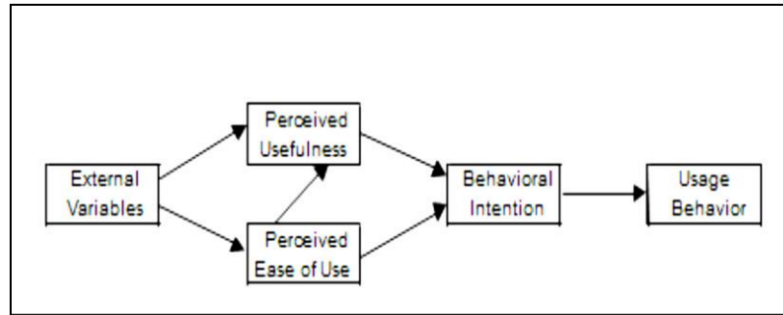 Perceived
Usefulness
External
Variables
Behavioral
Intention
Usage
Behavior
Perceived
Ease of Use